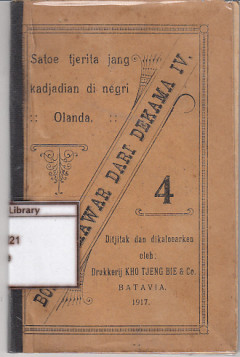 Satoe tjerita jang
kadjadian di negri
:: Olanda. ::
MAWAR DARI DEKAMA IV.
4
Library
21
Ditjitak dan dikaloearken
oleh:
Drukkerij KHO TJENG BIE & Co.
BATAVIA.
1917.